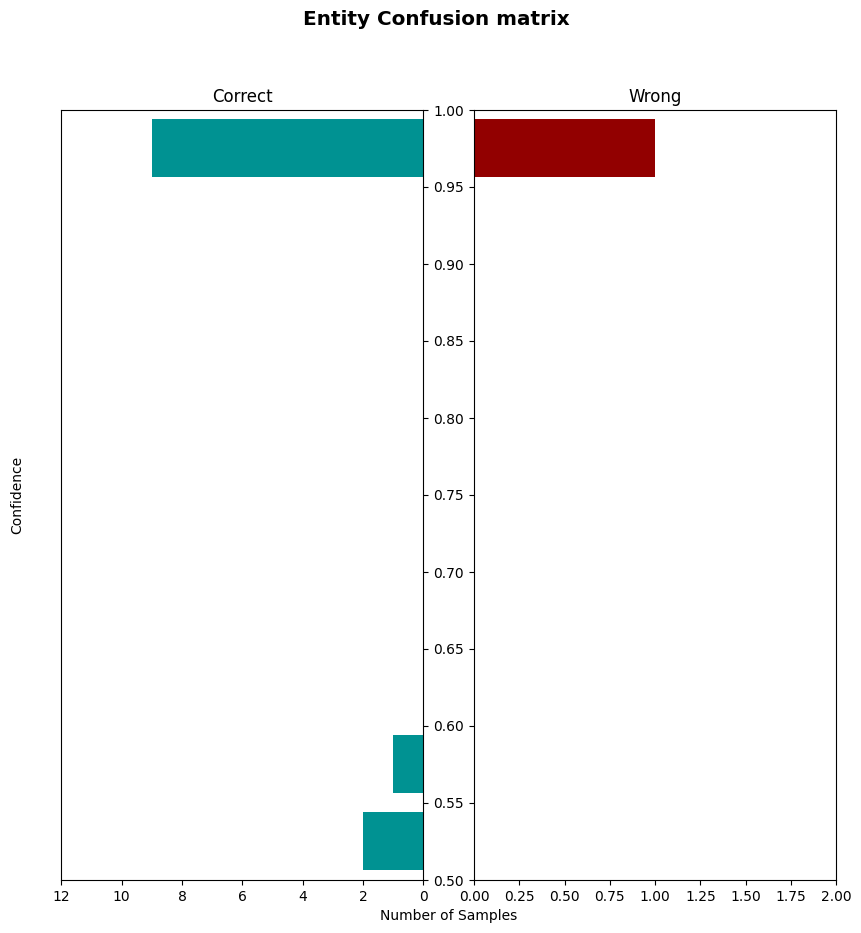 Entity Confusion matrix
Correct
Wrong
1.00
0.95
0.90
0.85
0.80
0.75
0.70
0.65
0.60
0.55
0.50
Confidence
12 10 8 6 4 2 0
0.00 0.25 0.50 0.75 1.00 1.25 1.50 1.75 2.00
Number of Samples